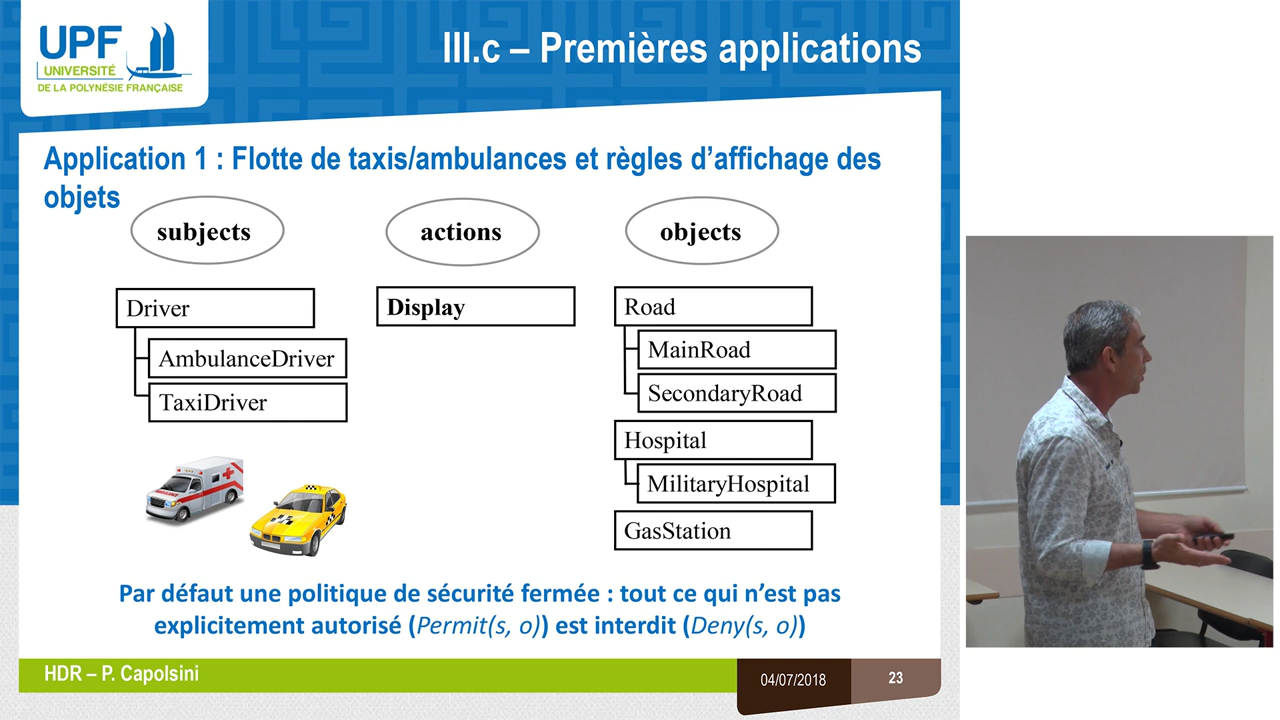 UPF
UNIVERSITÉ
DE LA POLYNÉSIE FRANÇAISE
III.c – Premières applications
Application 1 : Flotte de taxis/ambulances et règles d’affichage des
objets
subjects
actions
objects
Driver
AmbulanceDriver
TaxiDriver
Display
Road
MainRoad
SecondaryRoad
Hospital
MilitaryHospital
GasStation
Par défaut une politique de sécurité fermée : tout ce qui n’est pas
explicitement autorisé (Permit(s, o)) est interdit (Deny(s, o))
HDR – P. Capolsini
04/07/2018
23